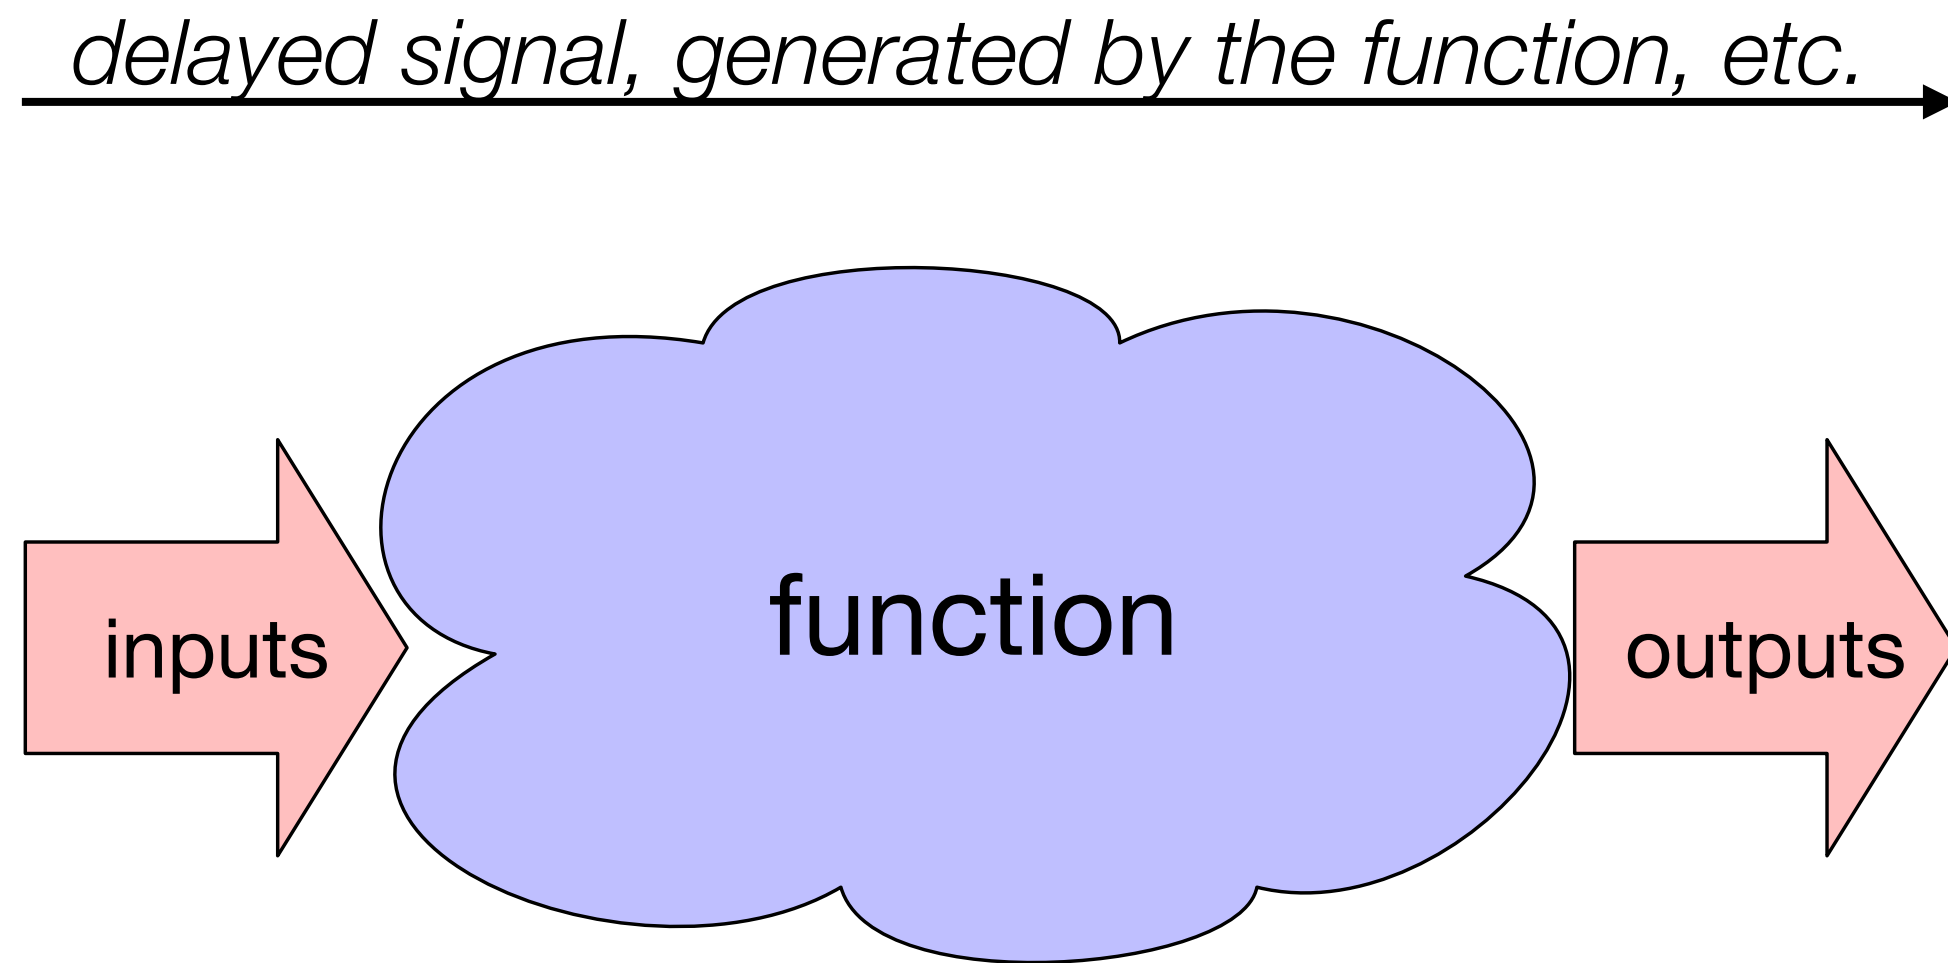 delayed signal, generated by the function, etc.
function
inputs
outputs